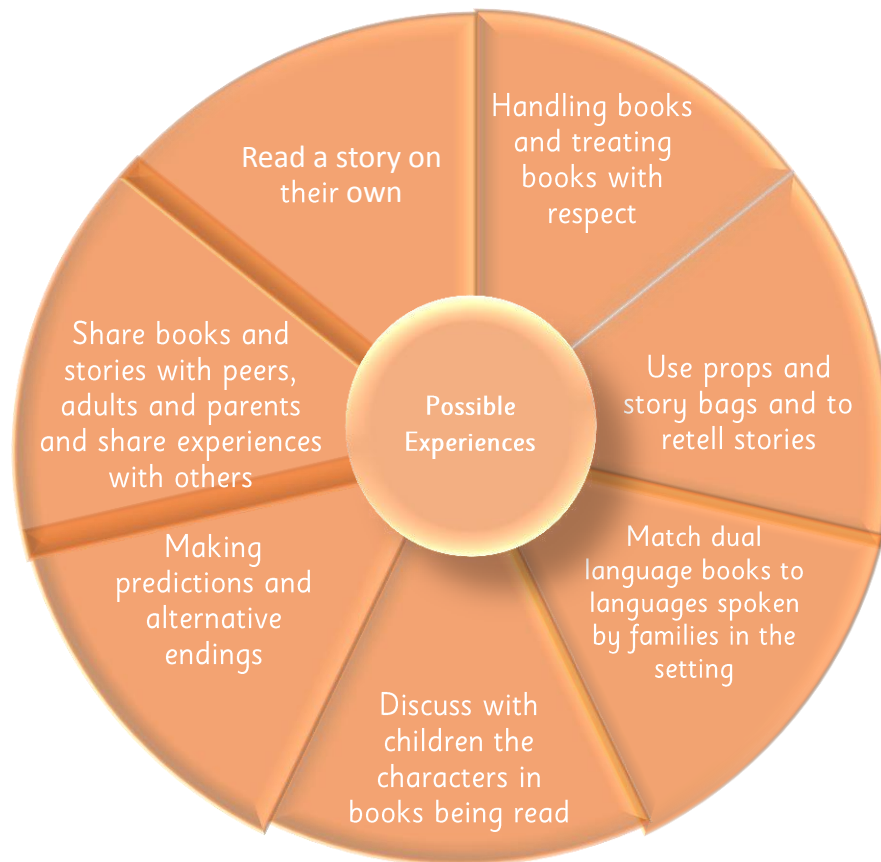 Possible
Experiences
Handling books
and treating
books with
respect
Use props and
story bags and to
retell stories
Match dual
language books to
languages spoken
by families in the
setting
Discuss with
children the
characters in
books being read
Making
predictions and
alternative
endings
Share books and
stories with peers,
adults and parents
and share experiences
with others
Read a story on
their own